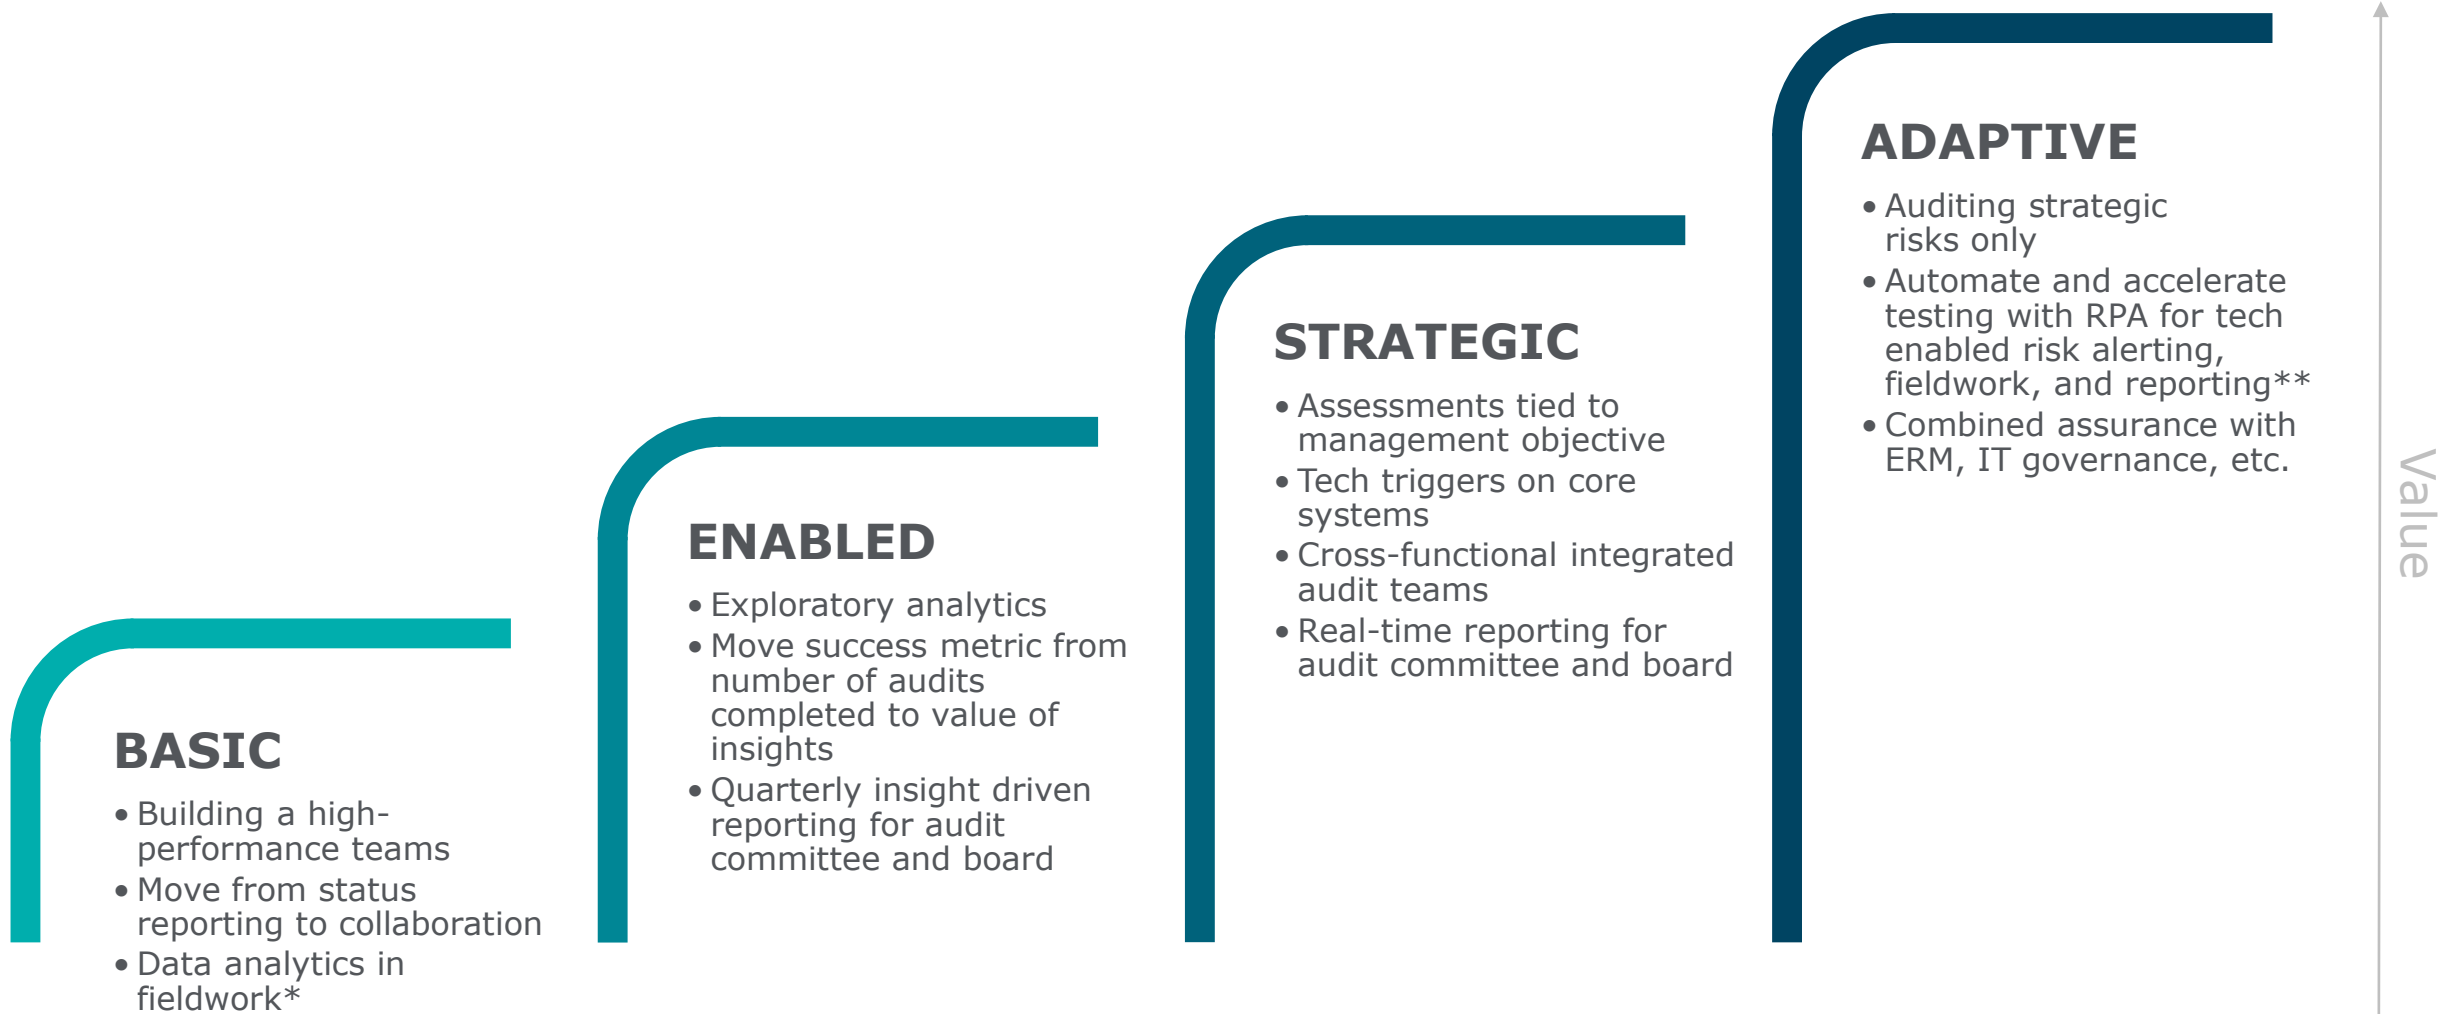 BASIC
• Building a high-
performance teams
• Move from status
reporting to collaboration
• Data analytics in
fieldwork*
ENABLED
• Exploratory analytics
• Move success metric from
number of audits
completed to value of
insights
• Quarterly insight driven
reporting for audit
committee and board
STRATEGIC
• Assessments tied to
management objective
• Tech triggers on core
systems
• Cross-functional integrated
audit teams
• Real-time reporting for
audit committee and board
ADAPTIVE
• Auditing strategic
risks only
• Automate and accelerate
testing with RPA for tech
enabled risk alerting,
fieldwork, and reporting**
• Combined assurance with
ERM, IT governance, etc.
Value